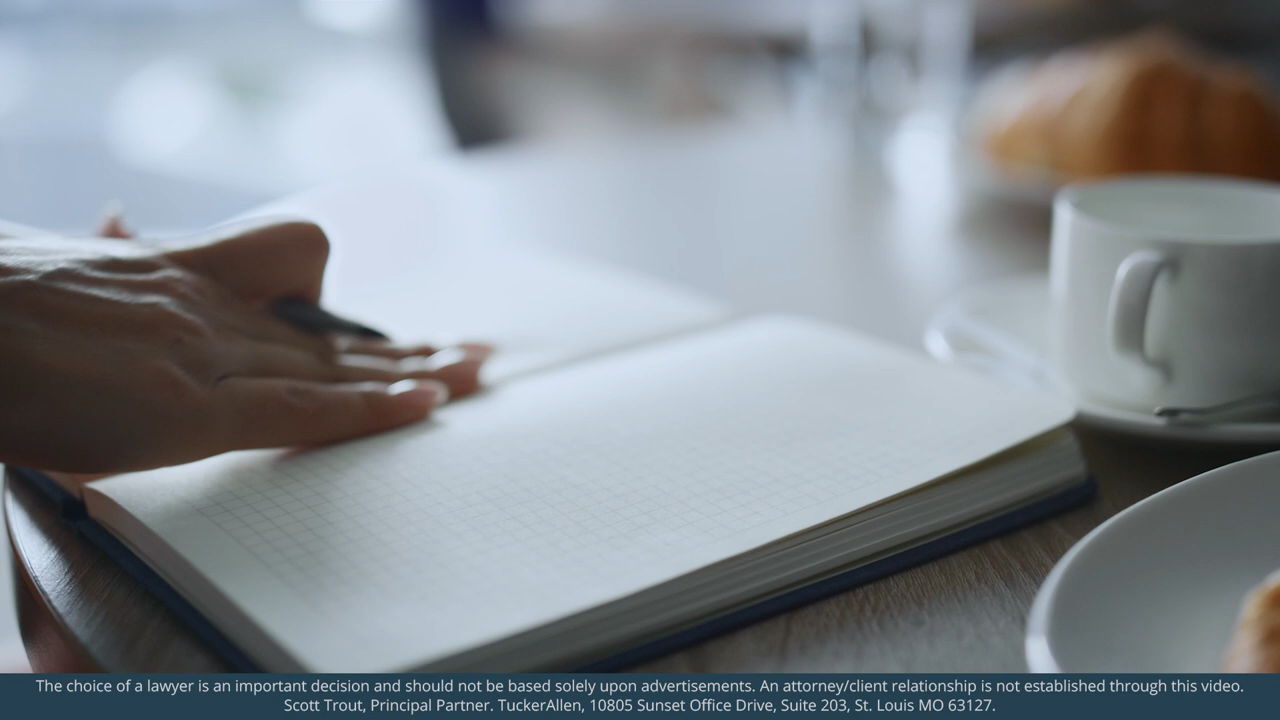 The choice of a lawyer is an important decision and should not be based solely upon advertisements. An attorney/client relationship is not established through this video.
Scott Trout, Principal Partner. TuckerAllen, 10805 Sunset Office Drive, Suite 203, St. Louis MO 63127.